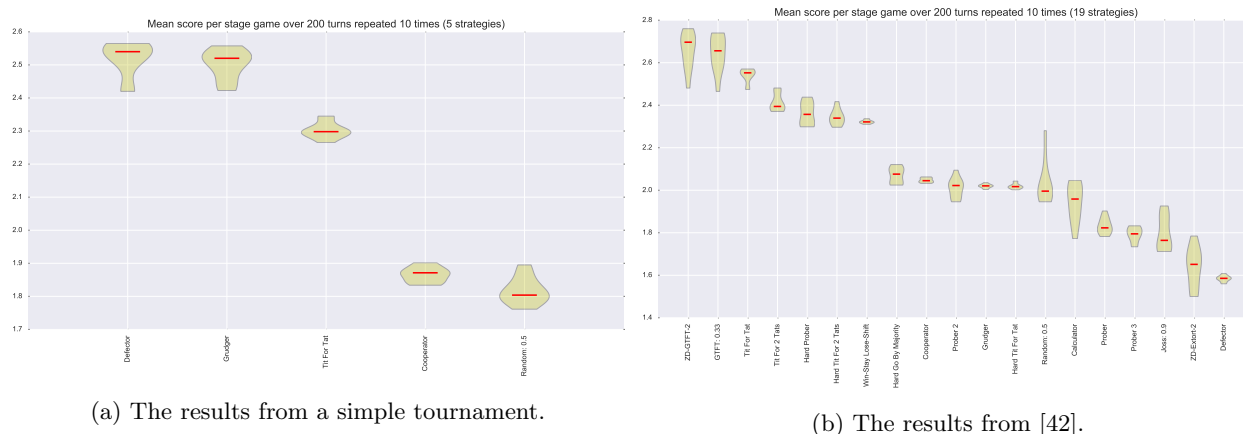 Mean score per stage game over 200 turns repeated 10 times (5 strategies)
2.6
2.5
2.4
2.3
2.2
2.1
2.0
1.9
1.8
1.7
Defector
Grudger
Tit For Tat
Cooperator
Random: 0.5
(a) The results from a simple tournament.
Mean score per stage game over 200 turns repeated 10 times (19 strategies)
2.8
2.6
2.4
2.2
2.0
1.8
1.6
1.4
ZD-GTFT-2
GTFT: 0.33
Tit For Tat
Tit For 2 Tats
Hard Prober
Hard Tit For 2 Tats
Win-Stay Lose-Shift
Hard Go By Majority
Cooperator
Prober 2
Grudger
Hard Tit For Tat
Random: 0.5
Calculator
Prober
Prober 3
Joss: 0.9
ZD-Extort-2
Defector
(b) The results from [42].